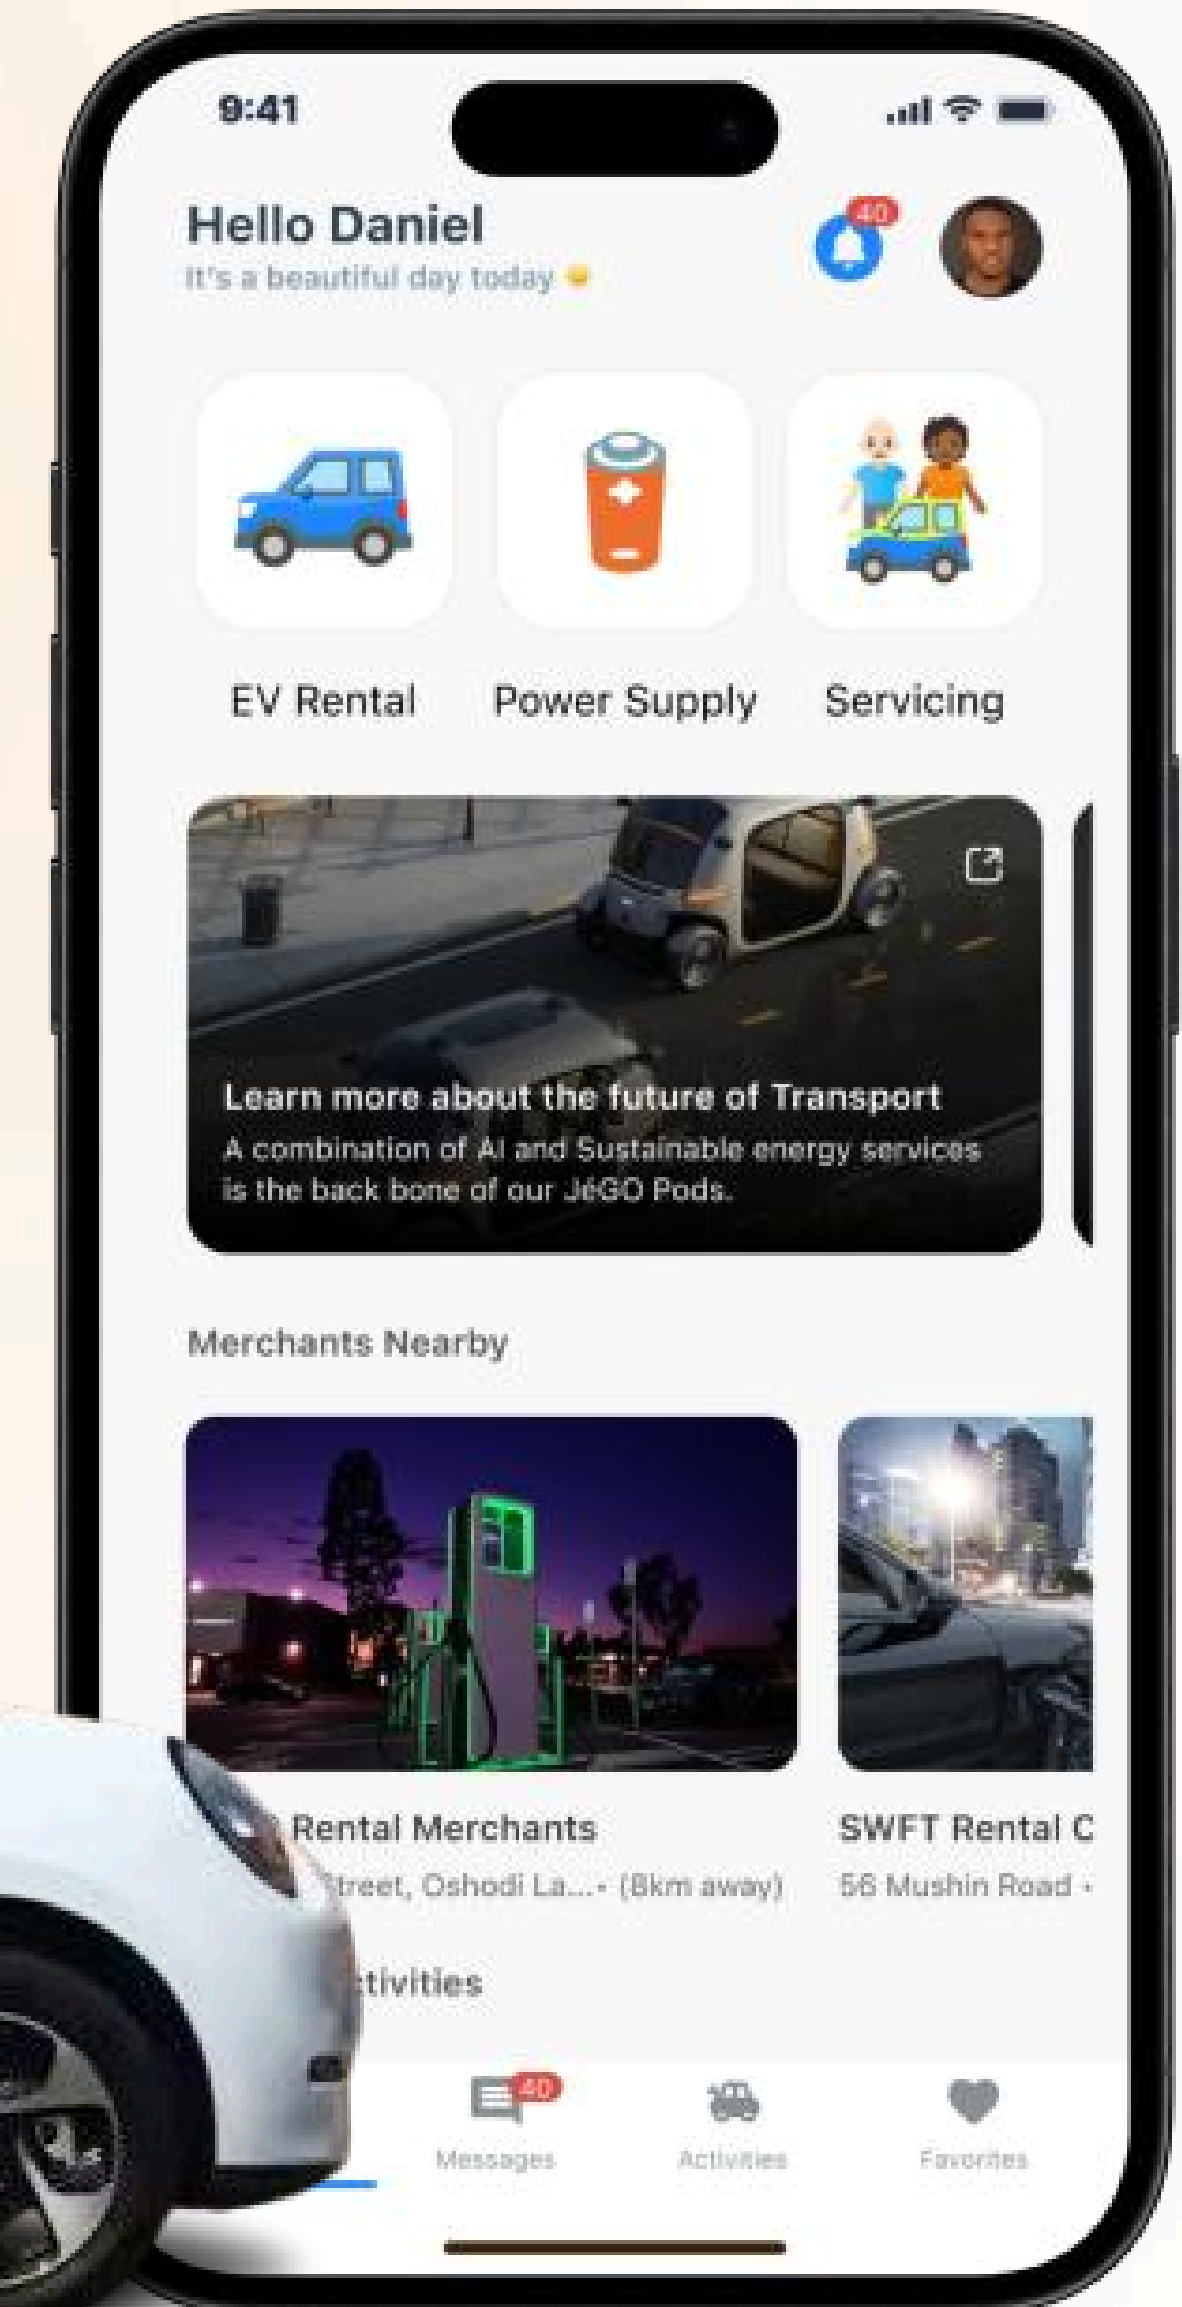 9:41
Hello Daniel
40
It's a beautiful day today
EV Rental
Power Supply
Servicing
Learn more about the future of Transport
A combination of AI and Sustainable energy services
is the back bone of our JéGO Pods.
Merchants Nearby
Rental Merchants
SWFT Rental C
Street, Oshodi La...• (8km away)
56 Mushin Road •
ctivities
40
Messages
Activities
Favorites